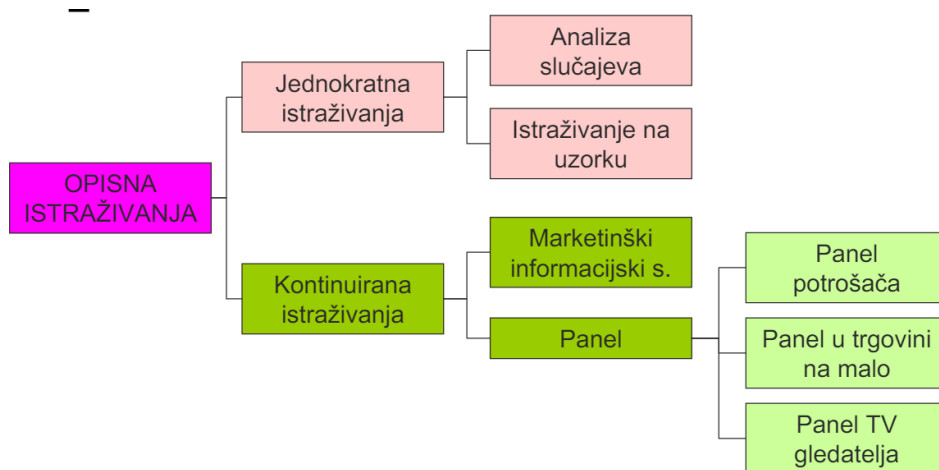 OPISNA
ISTRAŽIVANJA
Jednokratna
istraživanja
Analiza
slučajeva
Istraživanje na
uzorku
Kontinuirana
istraživanja
Marketinški
informacijski s.
Panel
Panel
potrošača
Panel u trgovini
na malo
Panel TV
gledatelja